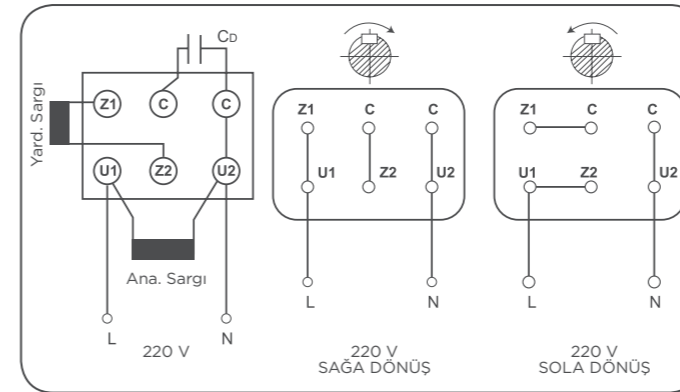 CD
Z1 C C
Yard. Sargı
U1 Z2 U2
Ana. Sargı
L N
220 V
Z1 C C
U1 Z2 U2
L N
220 V
SAĞA DÖNÜŞ
Z1 C C
U1 Z2 U2
L N
220 V
SOLA DÖNÜŞ